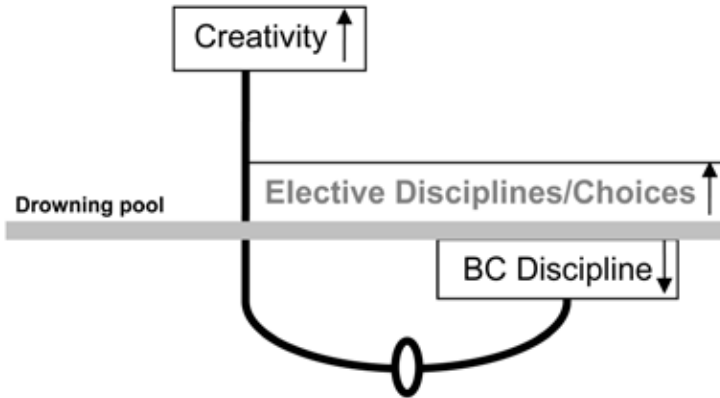 Creativity
Elective Disciplines/Choices
Drowning pool
BC Discipline